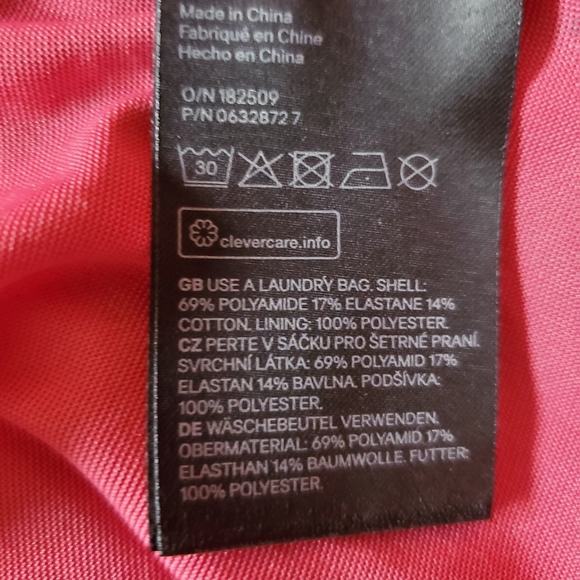 Made in China
Fabriqué en Chine
Hecho en China
O/N 182509
P/N 0632872 7
30
clevercare.info
GB USE A LAUNDRY BAG. SHELL:
69% POLYAMIDE 17% ELASTANE 14%
COTTON. LINING: 100% POLYESTER.
CZ PERTE V SÁČKU PRO ŠETRNÉ PRANÍ.
SVRCHNÍ LÁTKA: 69% POLYAMID 17%
ELASTAN 14% BAVLNA. PODŠÍVKA:
100% POLYESTER.
DE WÄSCHEBEUTEL VERWENDEN.
OBERMATERIAL: 69% POLYAMID 17%
ELASTHAN 14% BAUMWOLLE. FUTTER:
100% POLYESTER.